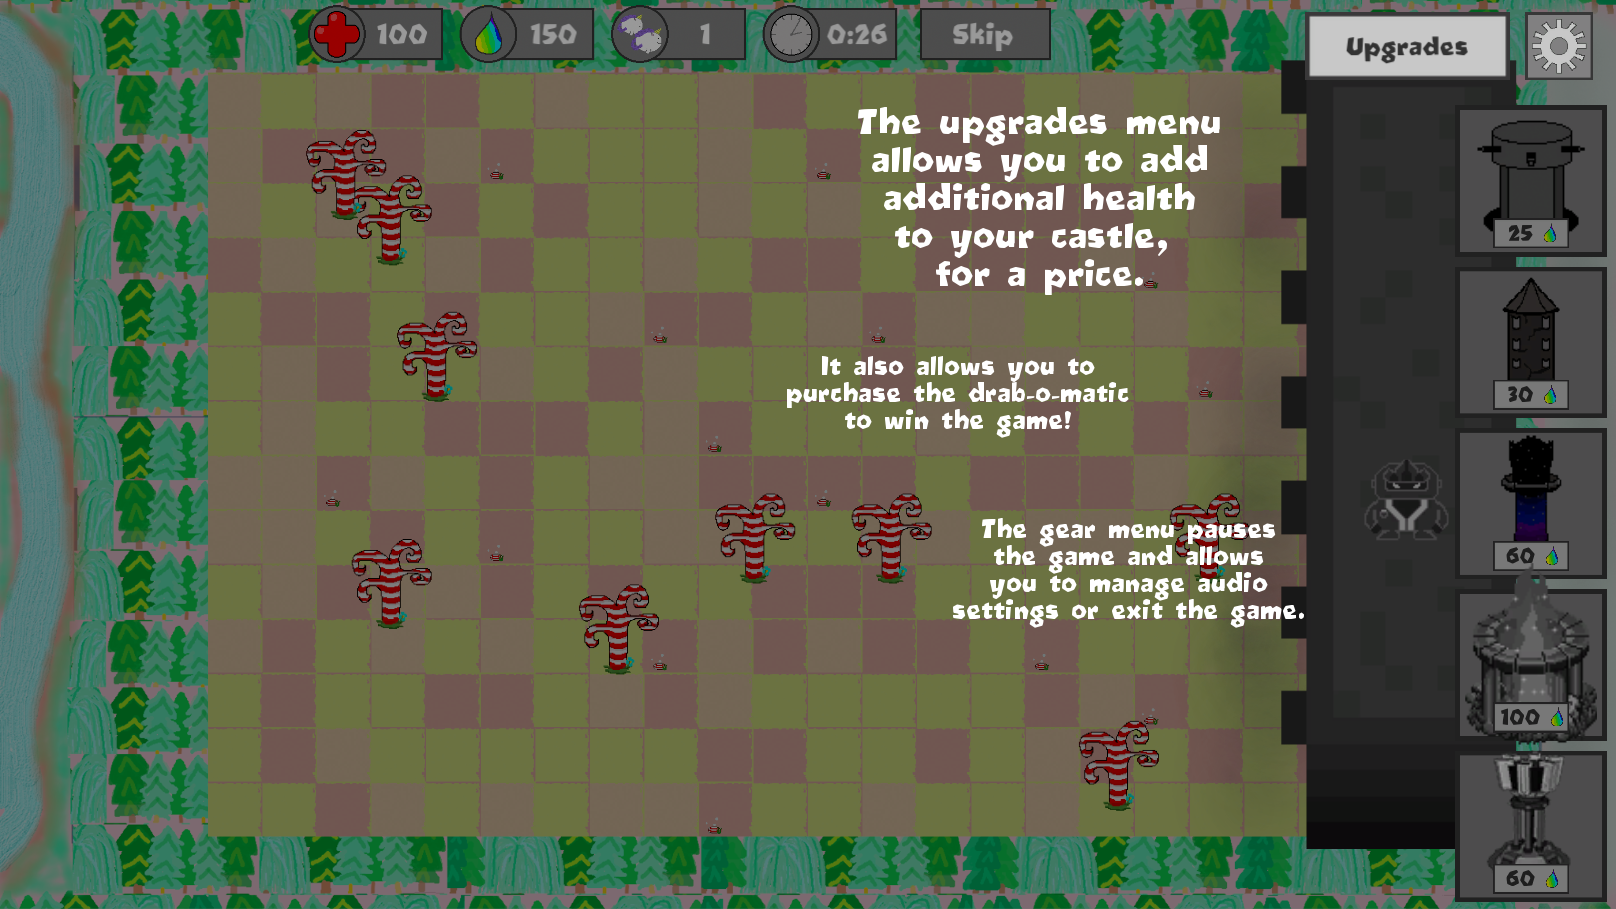 100
150
1
0:26
Skip
Upgrades
The upgrades menu
allows you to add
additional health
to your castle,
for a price.
It also allows you to
purchase the drab-o-matic
to win the game!
The gear menu pauses
the game and allows
you to manage audio
settings or exit the game.
25
30
60
100
60